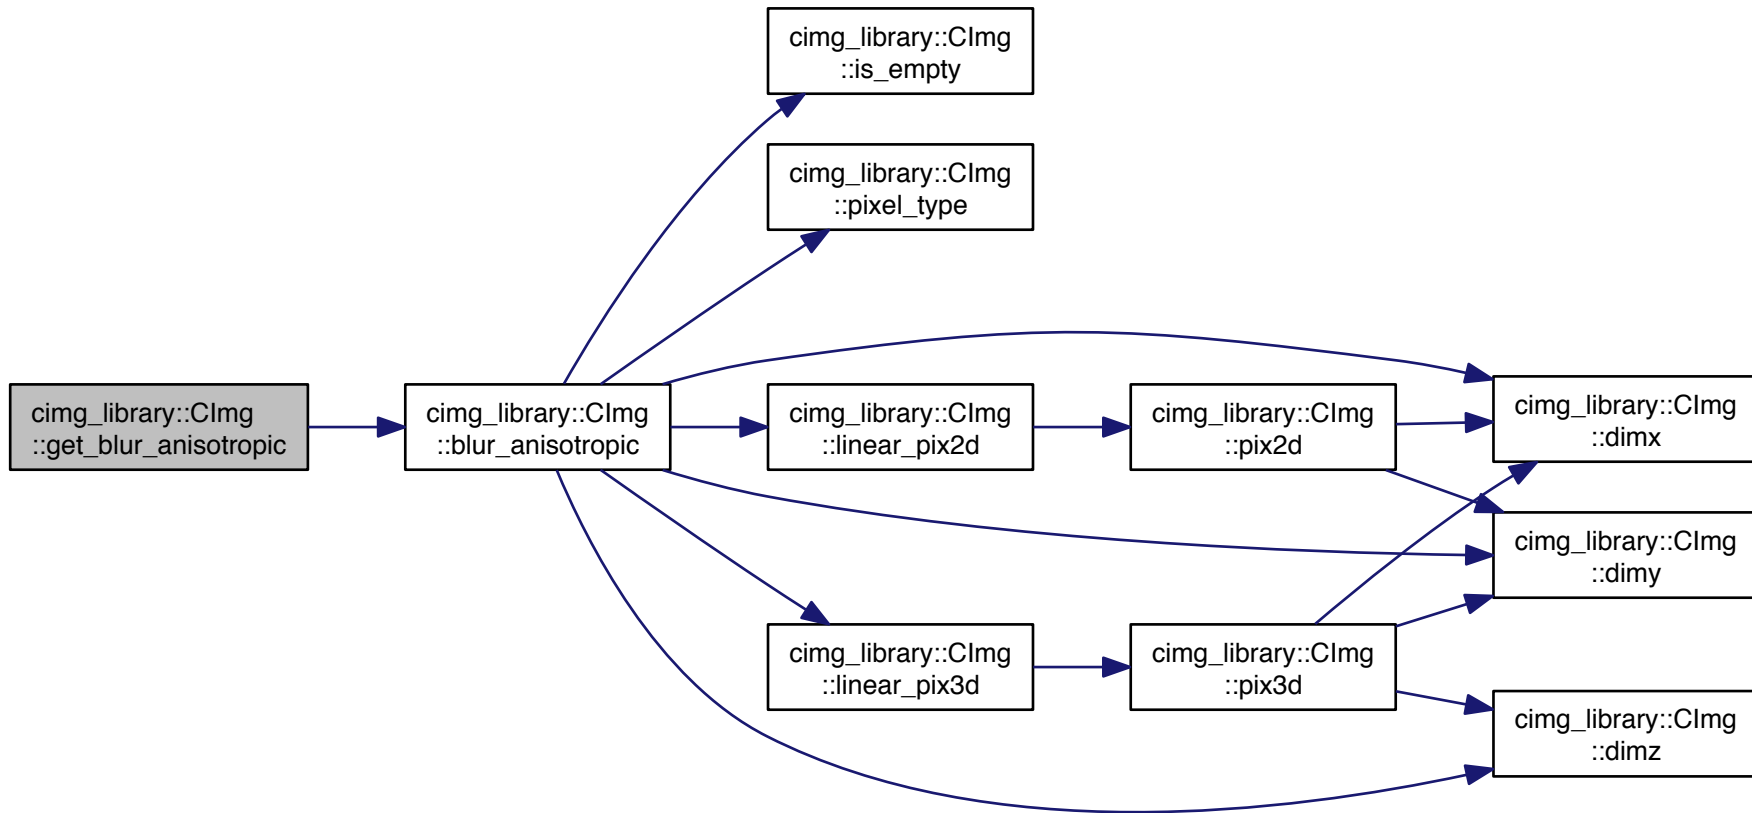 cimg_library::CImg
::is_empty
cimg_library::CImg
::pixel_type
cimg_library::CImg
::get_blur_anisotropic
cimg_library::CImg
::blur_anisotropic
cimg_library::CImg
::linear_pix2d
cimg_library::CImg
::pix2d
cimg_library::CImg
::dimx
cimg_library::CImg
::dimy
cimg_library::CImg
::linear_pix3d
cimg_library::CImg
::pix3d
cimg_library::CImg
::dimz